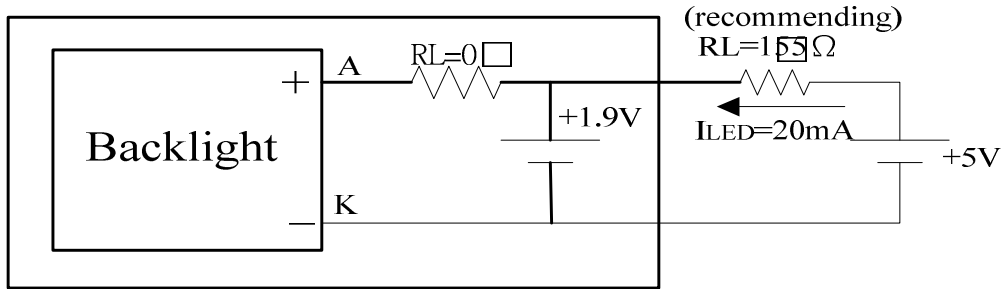 (recommending)
RL=0□
RL=155Ω
A
+
+1.9V
ILED=20mA
Backlight
+5V
K
−